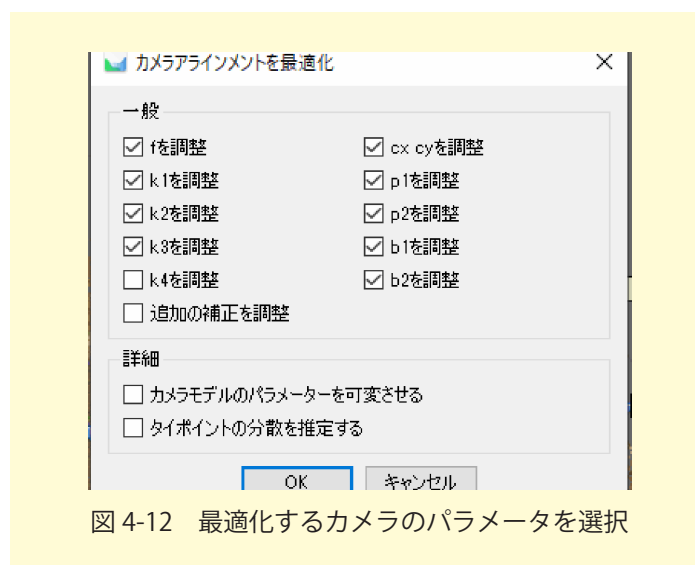 カメラアラインメントを最適化
一般
fを調整
cx cyを調整
k1を調整
p1を調整
k2を調整
p2を調整
k3を調整
b1を調整
k4を調整
b2を調整
追加の補正を調整
詳細
カメラモデルのパラメーターを可変させる
タイポイントの分散を推定する
OK
キャンセル
図 4-12　最適化するカメラのパラメータを選択